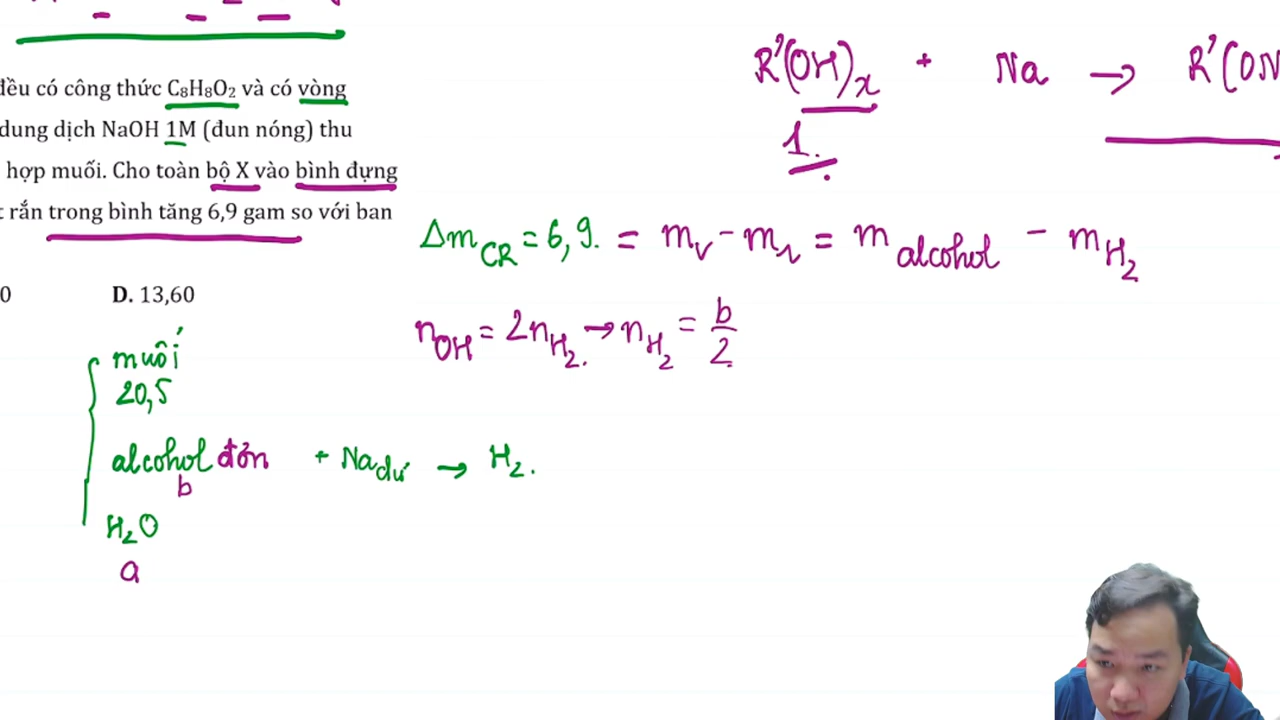 đều có công thức C₈H₈O₂ và có vòng
dung dịch NaOH 1M (đun nóng) thu
hợp muối. Cho toàn bộ X vào bình đựng
rắn trong bình tăng 6,9 gam so với ban
0 D. 13,60
R'(OH)ₓ + Na → R'(ON
1.
Δm_CR = 6,9. = m_v - m_r = m_alcohol - m_H₂
n_OH = 2n_H₂. → n_H₂ = b/2
muối
20,5
alcohol đơn + Na dư → H₂.
b
H₂O
a